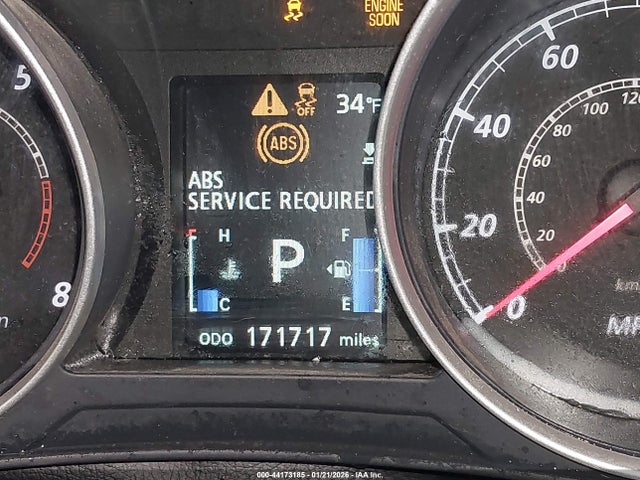 ENGINE
SOON
5
8
OFF
34°F
ABS
ABS
SERVICE REQUIRED
H
F
P
C
E
ODO 171717 miles
60
40
20
0
100
80
60
40
20
0
000-44173185 - 01/21/2026 - IAA Inc.